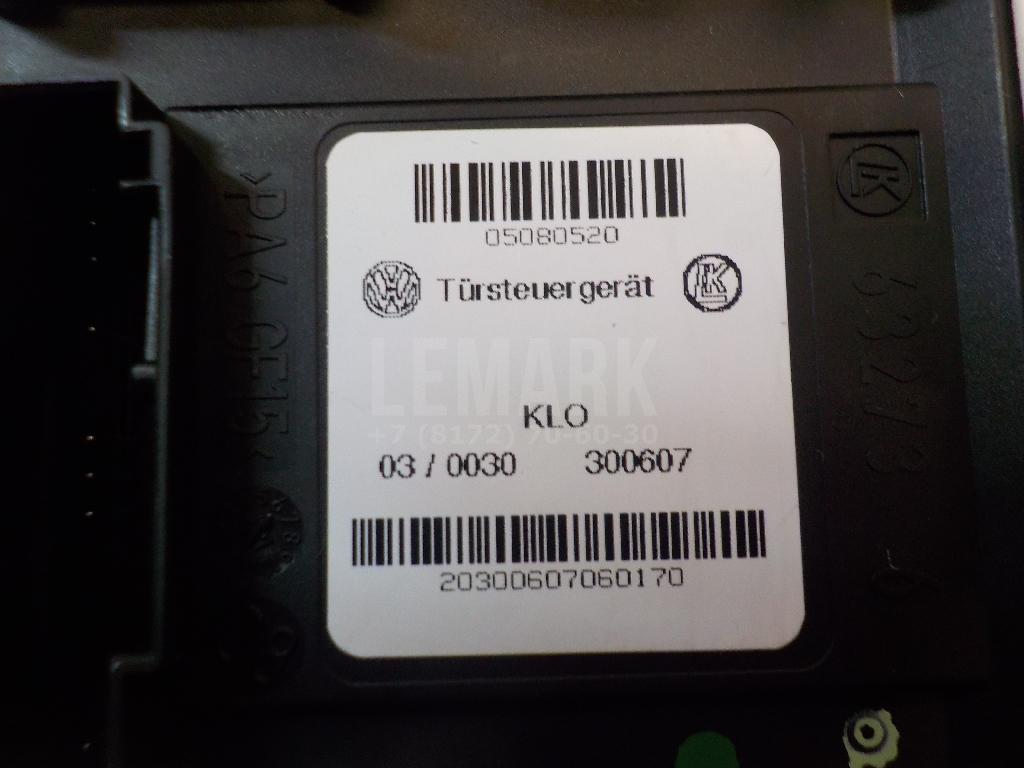 05080520
Türsteuergerät
LEMARK
+7 (8172) 70-60-30
KLO
03 / 0030 300607
20300607060170
>PA6 GF15<